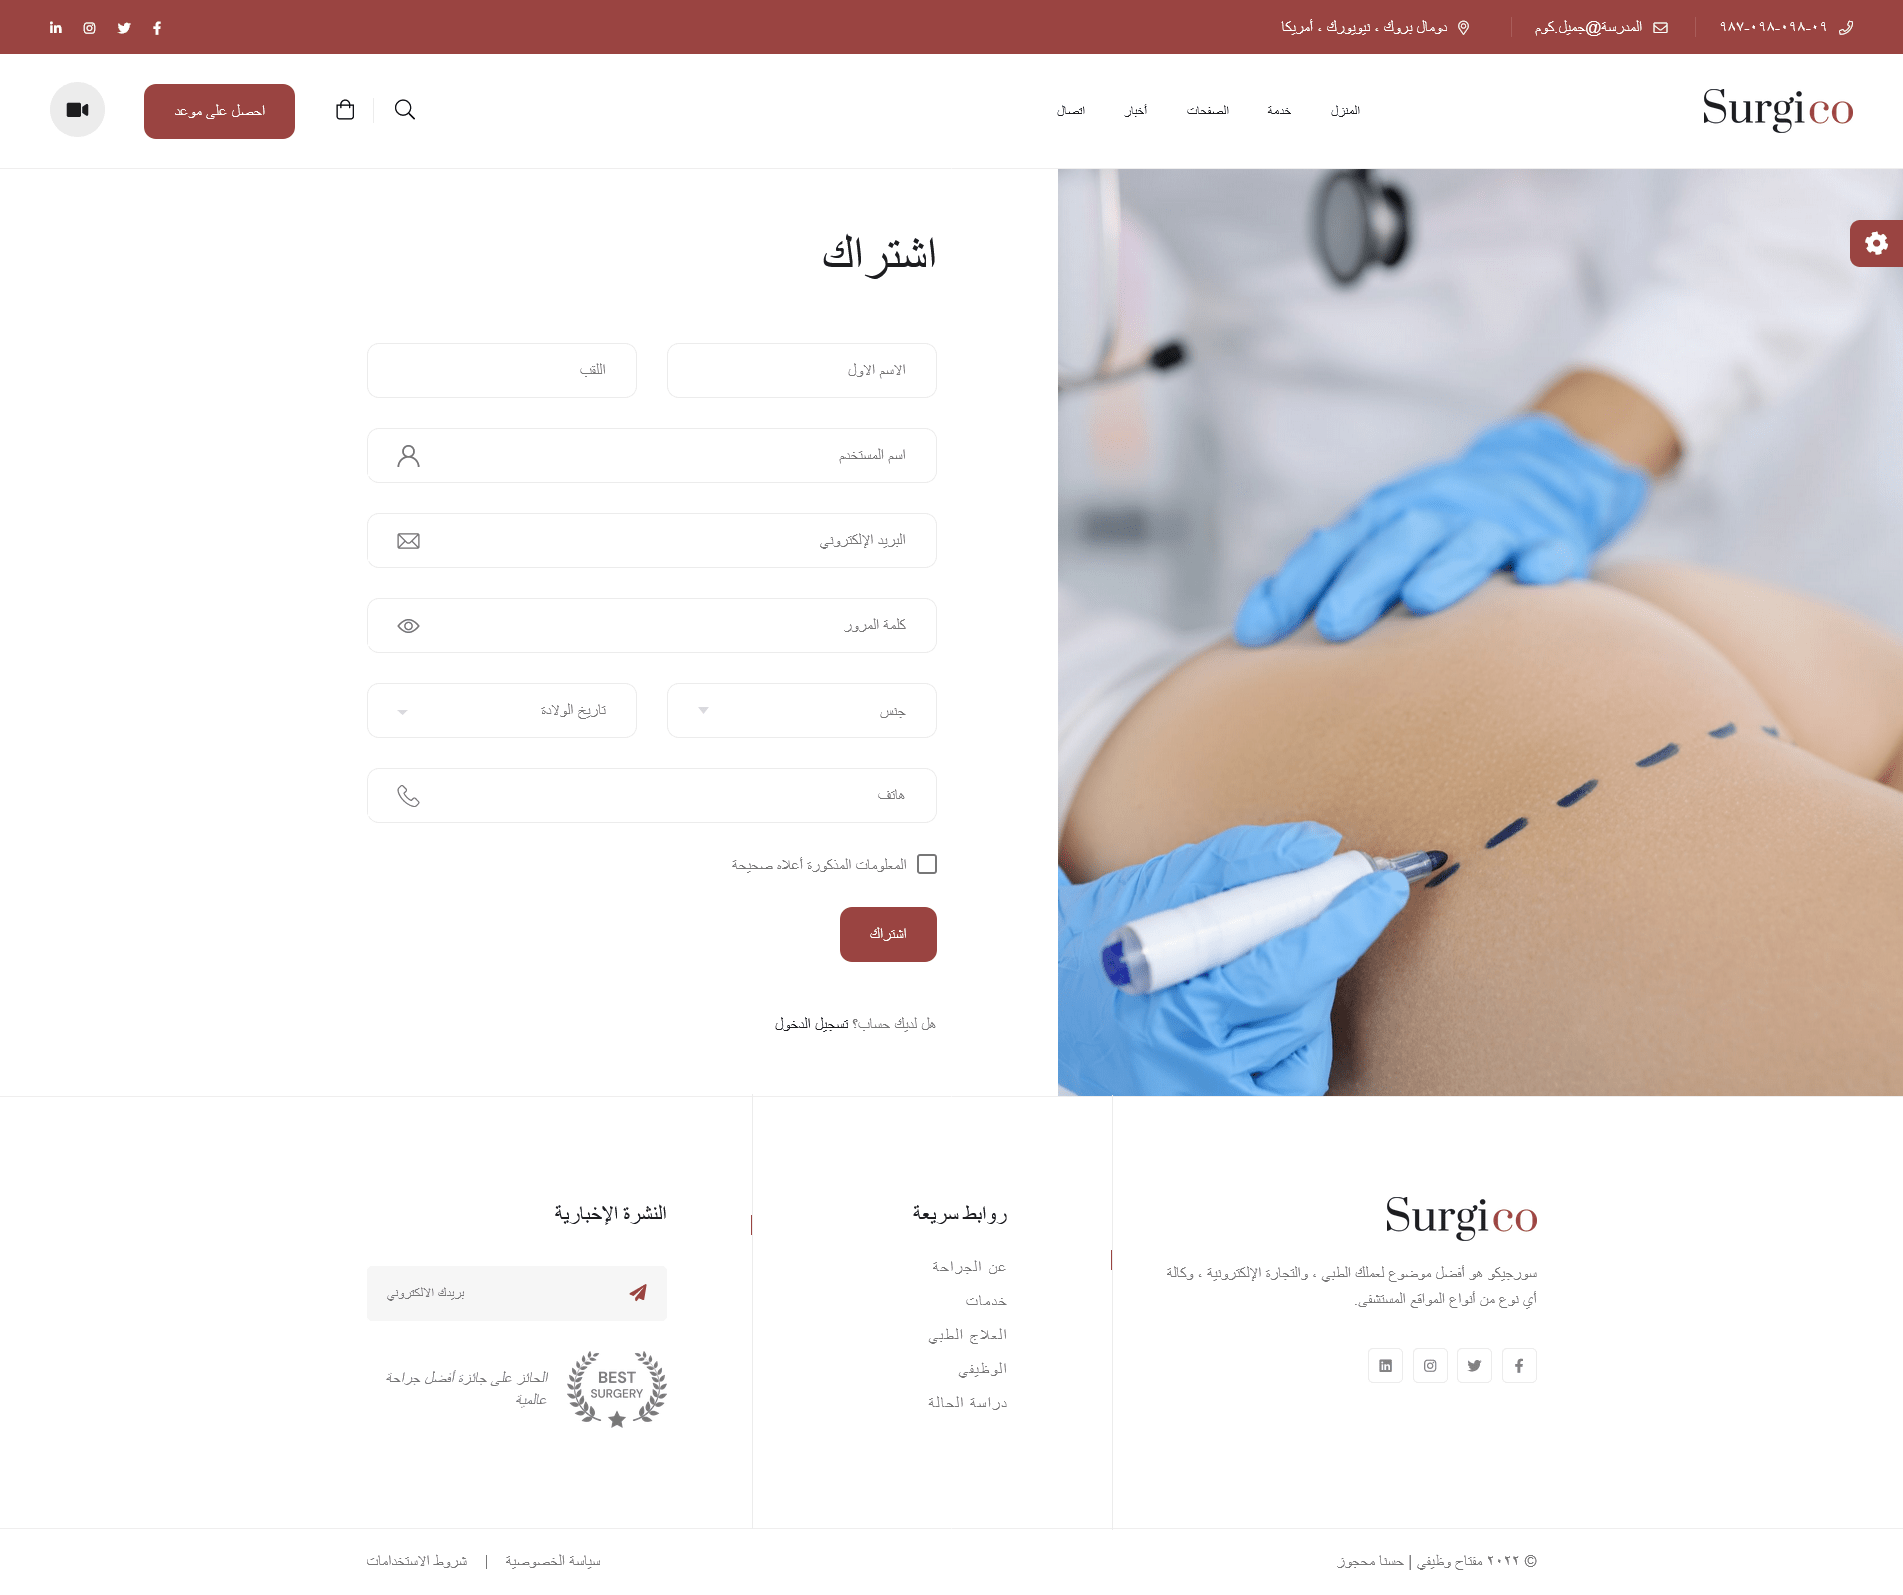 ٩٨٧-٠٩٨-٠٩٨-٠٩
المدرسة@جميل.كوم
دومال بروك ، نيويورك ، أمريكا
Surgico
المنزل
خدمة
الصفحات
أخبار
اتصال
احصل على موعد
اشتراك
الاسم الاول
اللقب
اسم المستخدم
البريد الإلكتروني
كلمة المرور
جنس
تاريخ الولادة
هاتف
المعلومات المذكورة أعلاه صحيحة
اشتراك
هل لديك حساب؟ تسجيل الدخول
Surgico
سورجيكو هو أفضل موضوع لعملك الطبي ، والتجارة الإلكترونية ، وكالة
أي نوع من أنواع المواقع المستشفى.
روابط سريعة
عن الجراحة
خدمات
العلاج الطبي
الوظيفي
دراسة الحالة
النشرة الإخبارية
بريدك الالكتروني
BEST
SURGERY
الحائز على جائزة أفضل جراحة
عالمية
© ٢٠٢٢ مفتاح وظيفي | حسنا محجوز
سياسة الخصوصية | شروط الاستخدامات